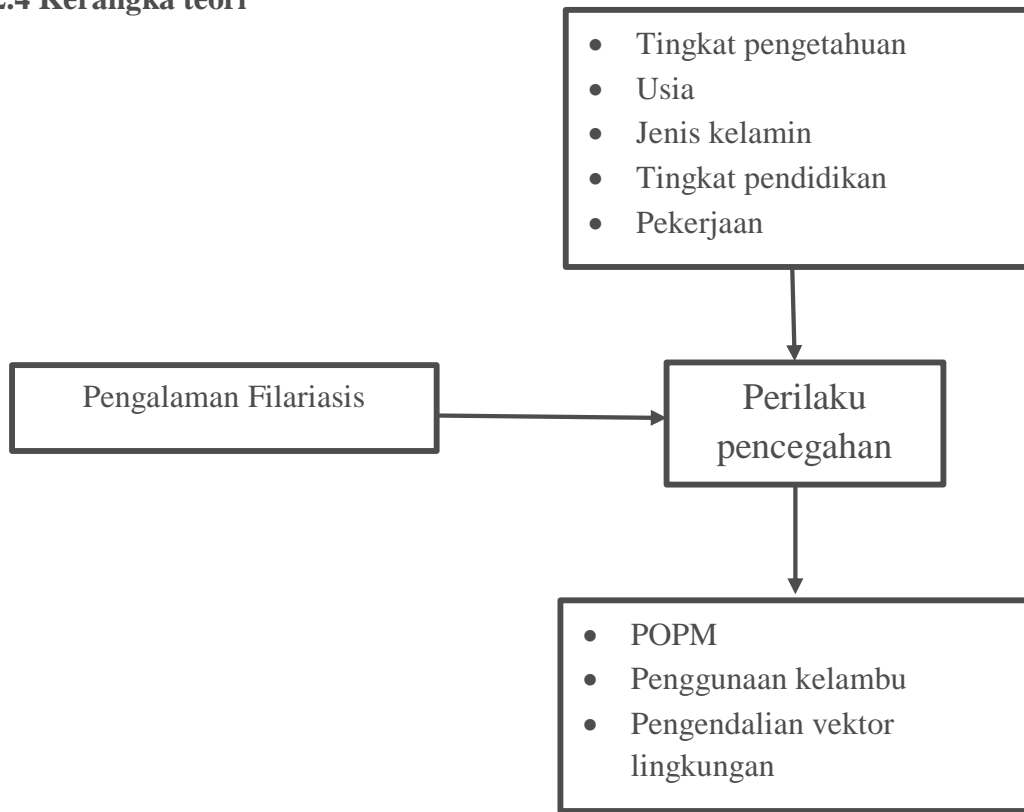 2.4 Kerangka teori
• Tingkat pengetahuan
• Usia
• Jenis kelamin
• Tingkat pendidikan
• Pekerjaan
Pengalaman Filariasis
Perilaku
pencegahan
• POPM
• Penggunaan kelambu
• Pengendalian vektor
lingkungan